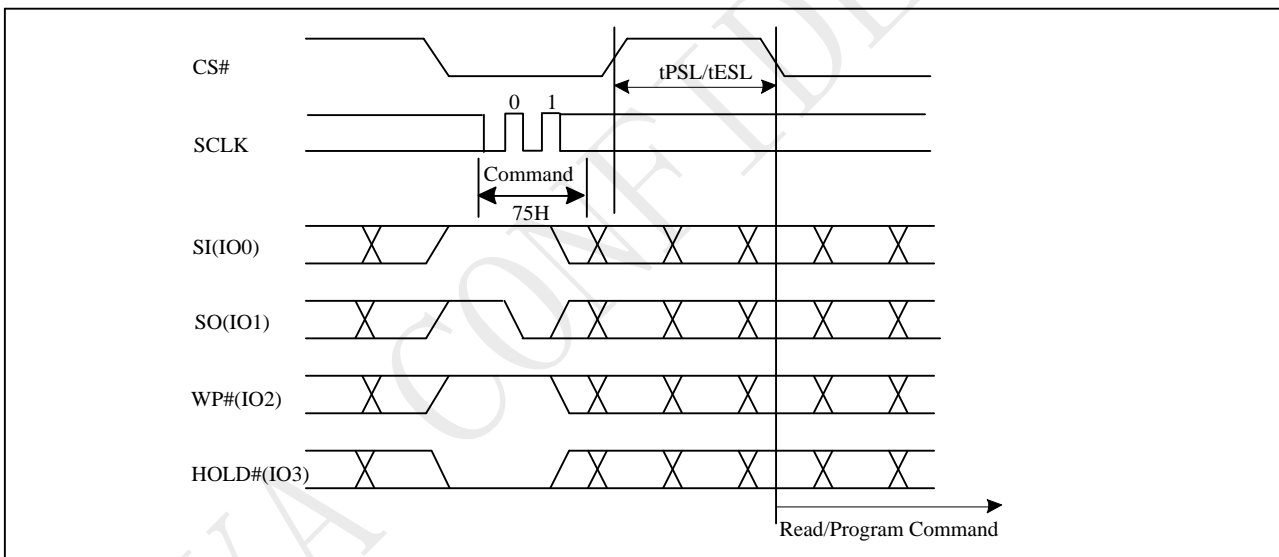 CS#
tPSL/tESL
0 1
SCLK
Command
75H
SI(IO0)
SO(IO1)
WP#(IO2)
HOLD#(IO3)
Read/Program Command